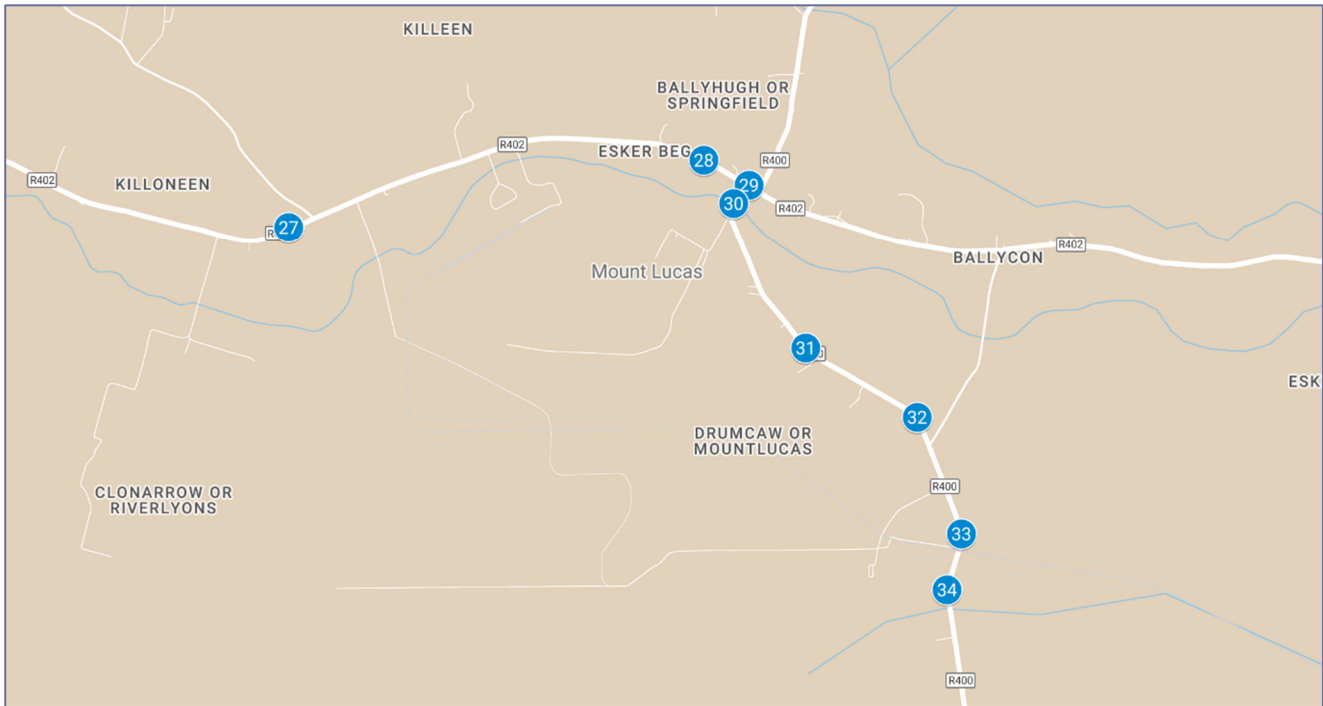 KILLEEN
BALLYHUGH OR
SPRINGFIELD
R402
ESKER BEG
28
R400
R402
KILLONEEN
29
30
R402
27
R402
BALLYCON
Mount Lucas
31
ESK
32
DRUMCAW OR
MOUNTLUCAS
R400
CLONARROW OR
RIVERLYONS
33
34
R400